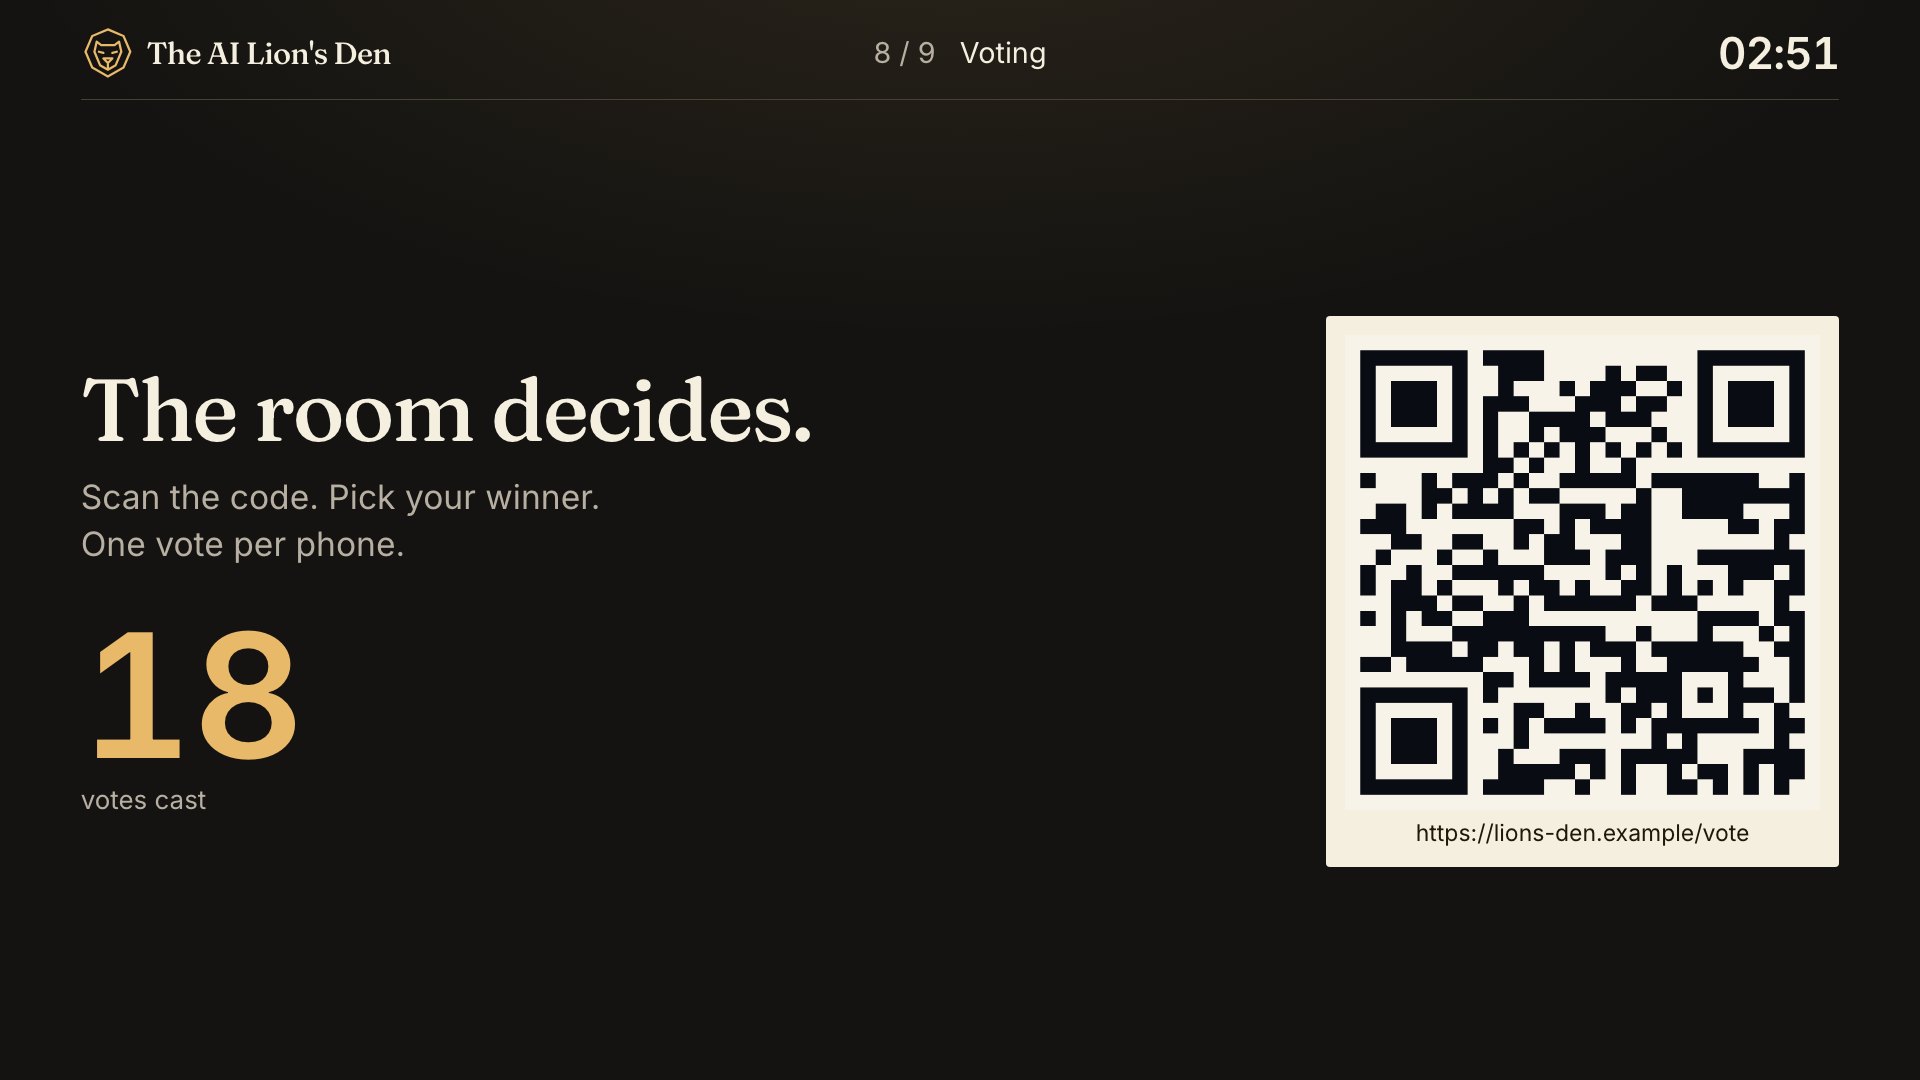 The AI Lion's Den
8 / 9 Voting
02:51
The room decides.
Scan the code. Pick your winner.
One vote per phone.
18
votes cast
https://lions-den.example/vote